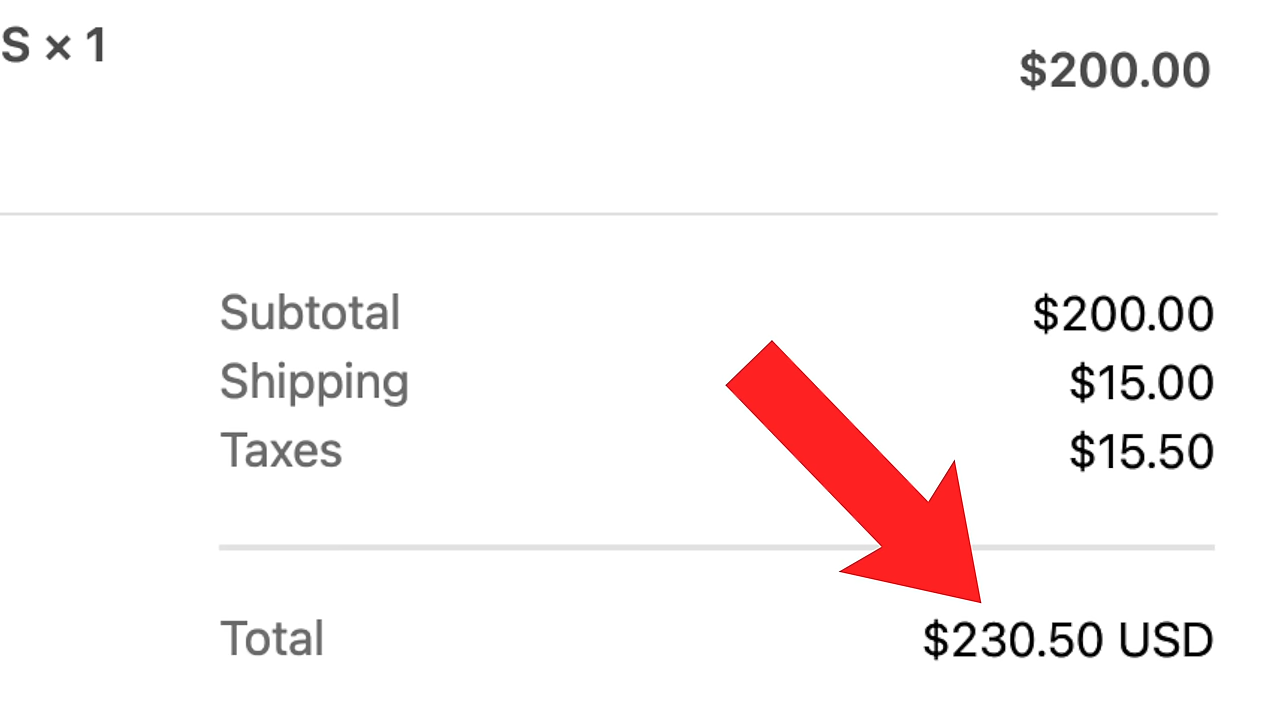 S × 1
$200.00
Subtotal $200.00
Shipping $15.00
Taxes $15.50
Total $230.50 USD